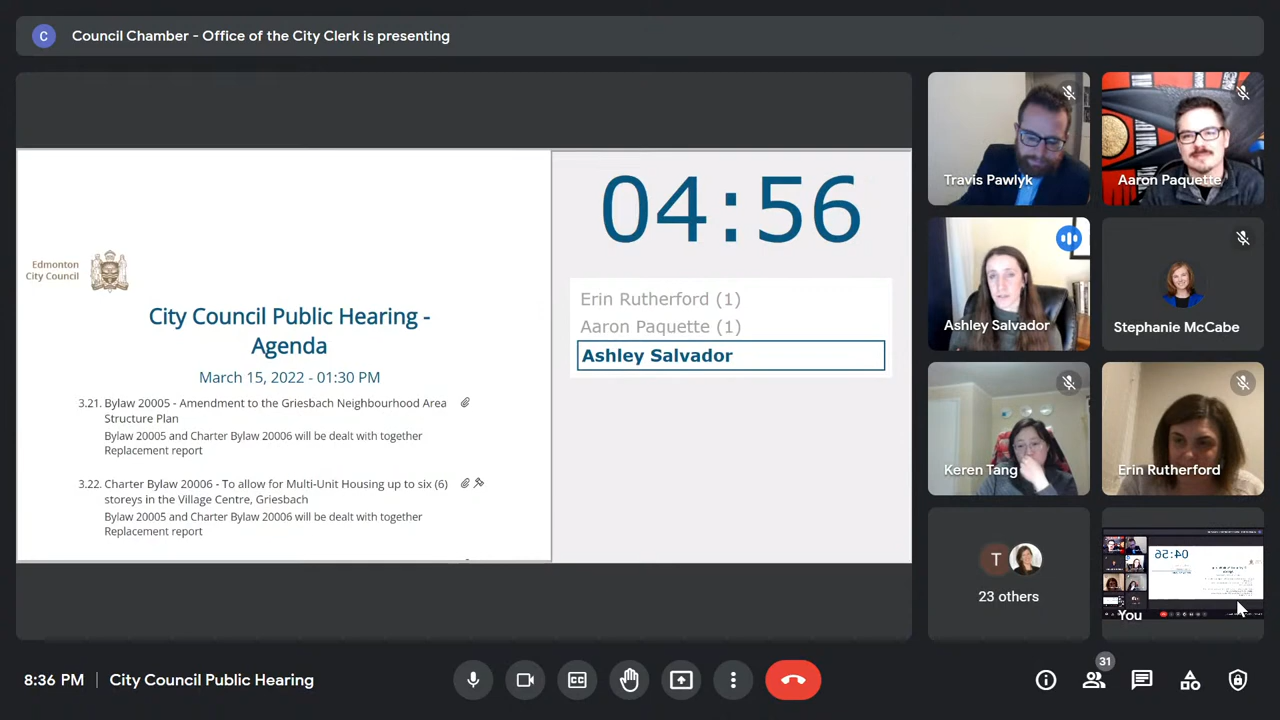 C
Council Chamber - Office of the City Clerk is presenting
Edmonton
City Council
City Council Public Hearing -
Agenda
March 15, 2022 - 01:30 PM
3.21. Bylaw 20005 - Amendment to the Griesbach Neighbourhood Area
Structure Plan
Bylaw 20005 and Charter Bylaw 20006 will be dealt with together
Replacement report
3.22. Charter Bylaw 20006 - To allow for Multi-Unit Housing up to six (6)
storeys in the Village Centre, Griesbach
Bylaw 20005 and Charter Bylaw 20006 will be dealt with together
Replacement report
04:56
Erin Rutherford (1)
Aaron Paquette (1)
Ashley Salvador
Travis Pawlyk
Aaron Paquette
Ashley Salvador
Stephanie McCabe
Keren Tang
Erin Rutherford
T
23 others
04:56
You
8:36 PM
City Council Public Hearing
CC
31